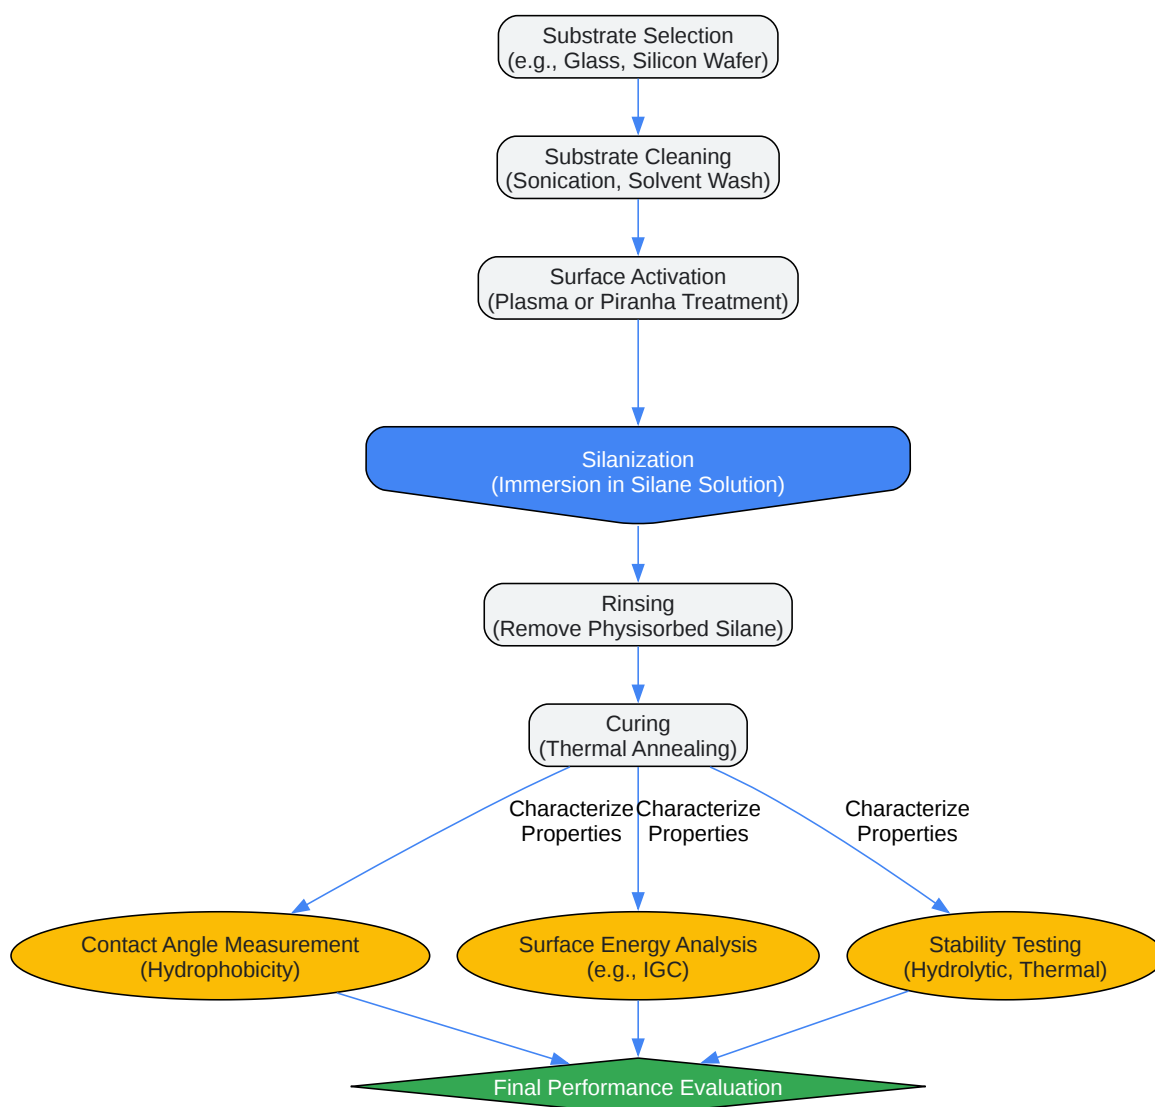 Substrate Selection
(e.g., Glass, Silicon Wafer)
Substrate Cleaning
(Sonication, Solvent Wash)
Surface Activation
(Plasma or Piranha Treatment)
Silanization
(Immersion in Silane Solution)
Rinsing
(Remove Physisorbed Silane)
Curing
(Thermal Annealing)
Characterize
Properties
Characterize
Properties
Characterize
Properties
Contact Angle Measurement
(Hydrophobicity)
Surface Energy Analysis
(e.g., IGC)
Stability Testing
(Hydrolytic, Thermal)
Final Performance Evaluation